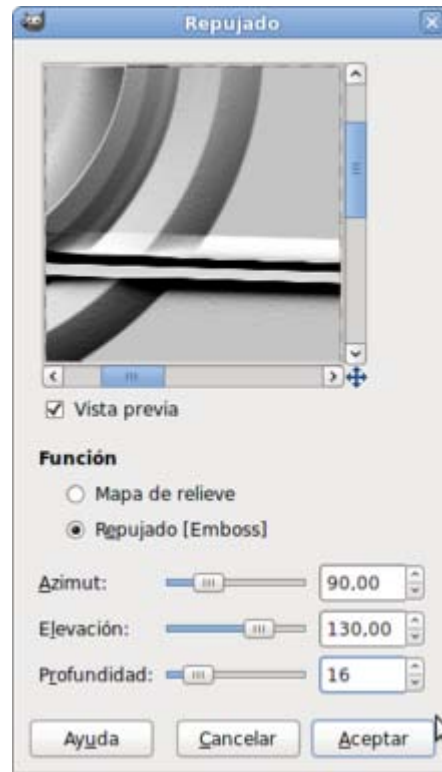 Repujado
Vista previa
Función
Mapa de relieve
Repujado [Emboss]
Azimut: 90,00
Elevación: 130,00
Profundidad: 16
Ayuda Cancelar Aceptar